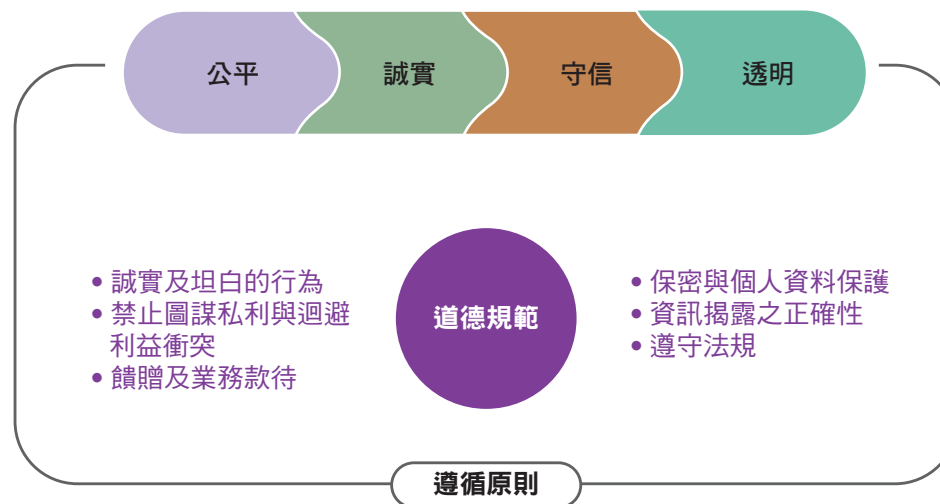 公平
誠實
守信
透明
• 誠實及坦白的行為
• 禁止圖謀私利與迴避
利益衝突
• 饋贈及業務款待
道德規範
• 保密與個人資料保護
• 資訊揭露之正確性
• 遵守法規
遵循原則